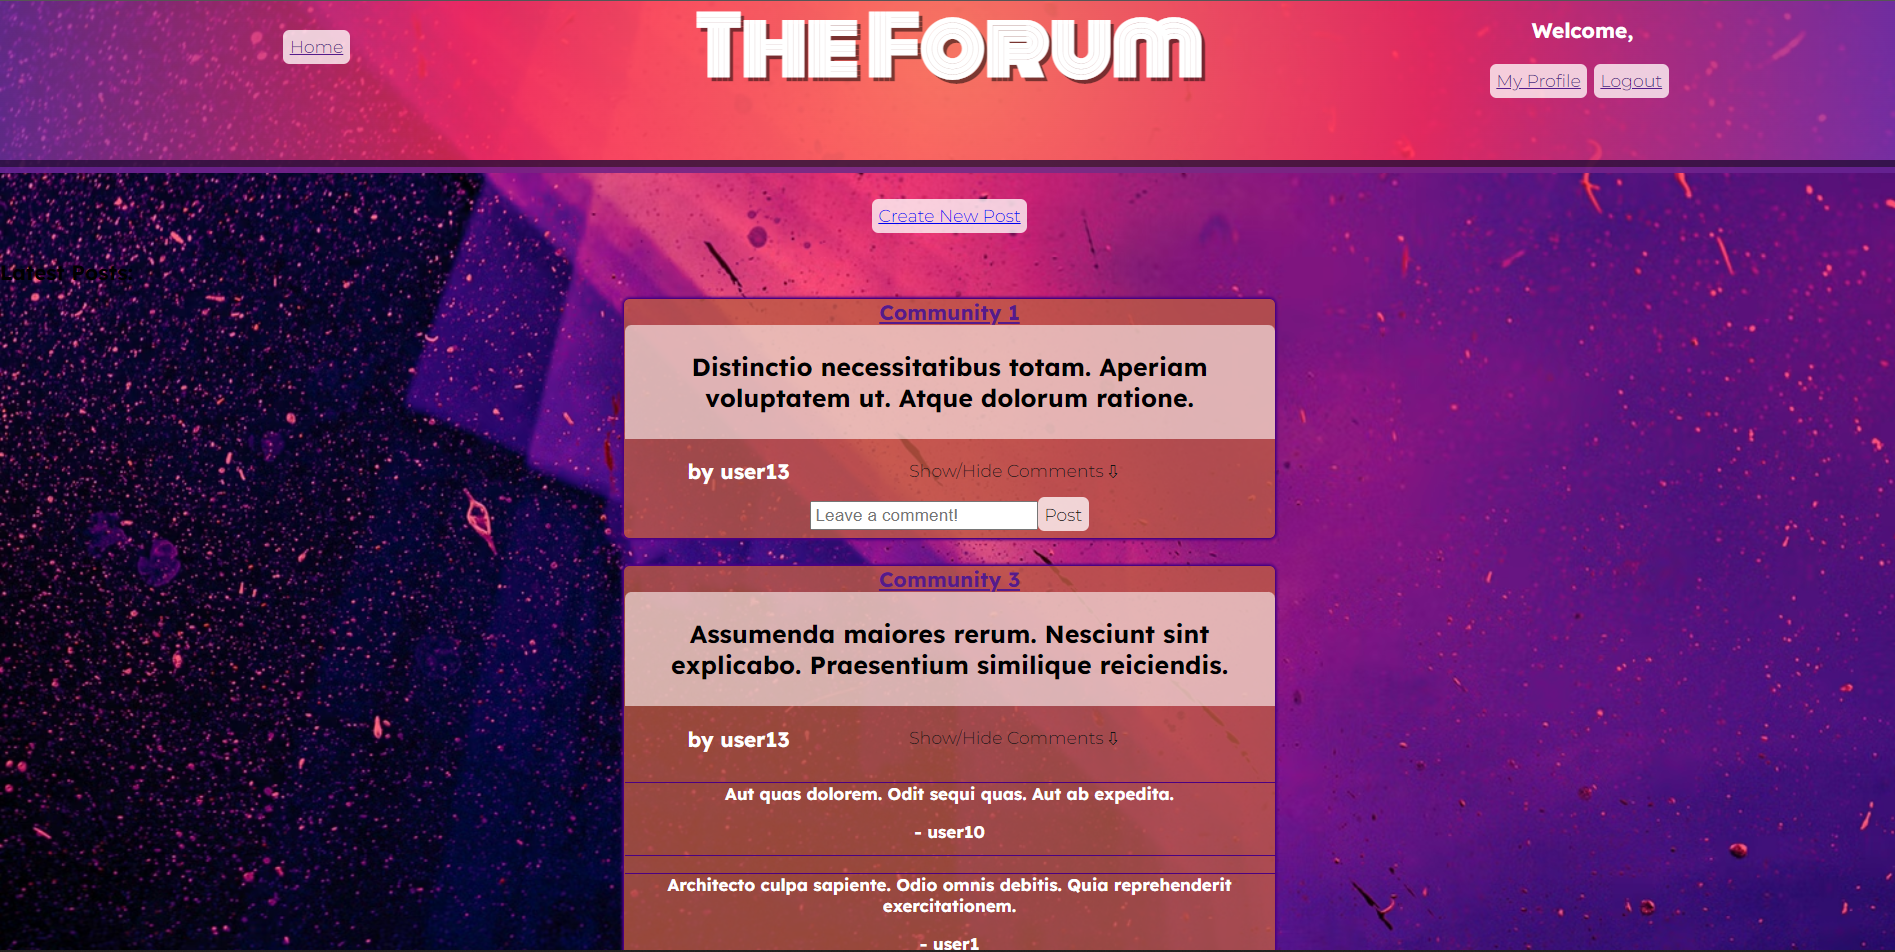 Home
The Forum
Welcome,
My Profile
Logout
Create New Post
Latest Posts
Community 1
Distinctio necessitatibus totam. Aperiam
voluptatem ut. Atque dolorum ratione.
by user13
Show/Hide Comments ⇩
Leave a comment!
Post
Community 3
Assumenda maiores rerum. Nesciunt sint
explicabo. Praesentium similique reiciendis.
by user13
Show/Hide Comments ⇩
Aut quas dolorem. Odit sequi quas. Aut ab expedita.
- user10
Architecto culpa sapiente. Odio omnis debitis. Quia reprehenderit
exercitationem.
- user1